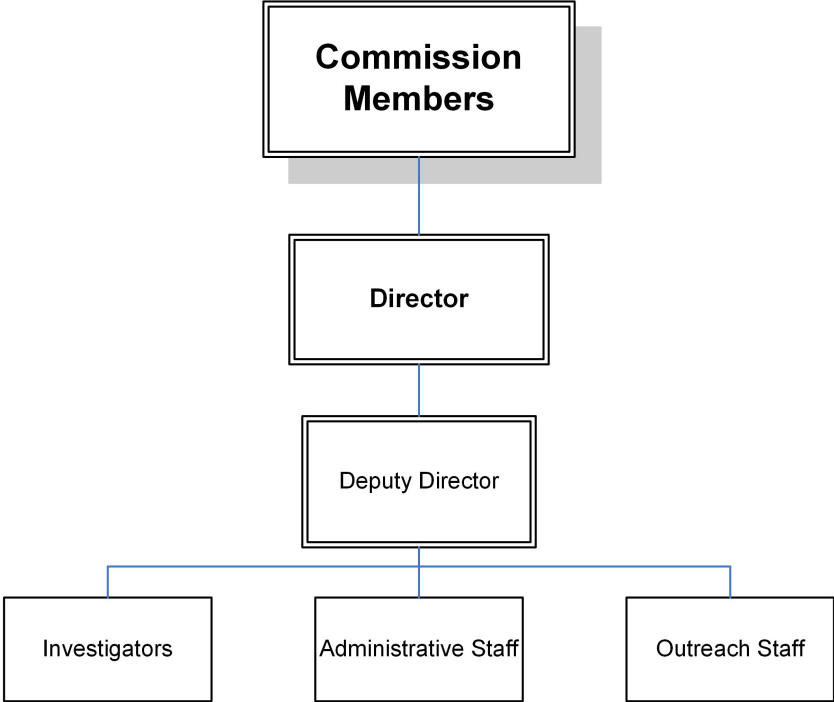 Commission
Members
Director
Deputy Director
Investigators
Administrative Staff
Outreach Staff